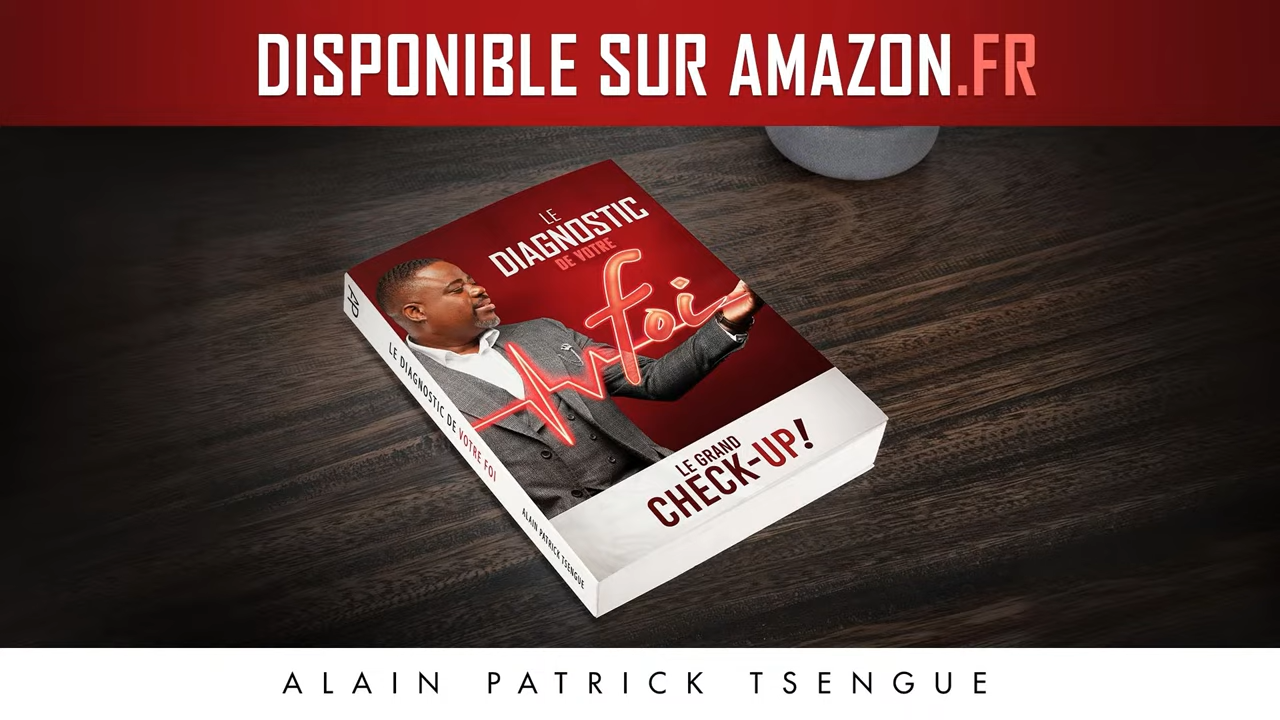 DISPONIBLE SUR AMAZON.FR
LE
DIAGNOSTIC
DE VOTRE
foi
LE GRAND
CHECK-UP!
AP
LE DIAGNOSTIC DE VOTRE FOI
ALAIN PATRICK TSENGUE
ALAIN PATRICK TSENGUE